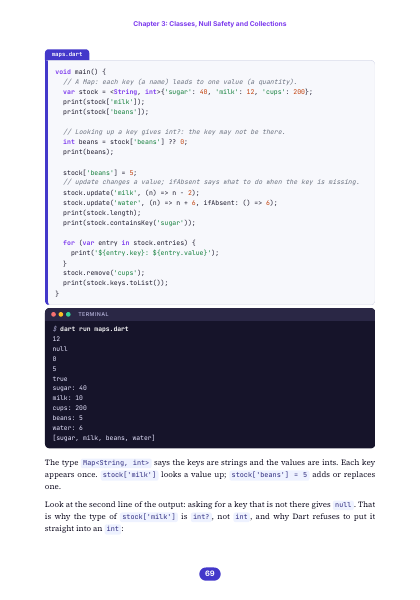 Chapter 3: Classes, Null Safety and Collections
maps.dart
void main() {
  // A Map: each key (a name) leads to one value (a quantity).
  var stock = <String, int>{'sugar': 40, 'milk': 12, 'cups': 200};
  print(stock['milk']);
  print(stock['beans']);

  // Looking up a key gives int?: the key may not be there.
  int beans = stock['beans'] ?? 0;
  print(beans);

  stock['beans'] = 5;
  // update changes a value; ifAbsent says what to do when the key is missing.
  stock.update('milk', (n) => n - 2);
  stock.update('water', (n) => n + 6, ifAbsent: () => 6);
  print(stock.length);
  print(stock.containsKey('sugar'));

  for (var entry in stock.entries) {
    print('${entry.key}: ${entry.value}');
  }
  stock.remove('cups');
  print(stock.keys.toList());
}
TERMINAL
$ dart run maps.dart
12
null
0
5
true
sugar: 40
milk: 10
cups: 200
beans: 5
water: 6
[sugar, milk, beans, water]
The type Map<String, int> says the keys are strings and the values are ints. Each key
appears once. stock['milk'] looks a value up; stock['beans'] = 5 adds or replaces
one.
Look at the second line of the output: asking for a key that is not there gives null. That
is why the type of stock['milk'] is int?, not int, and why Dart refuses to put it
straight into an int:
69